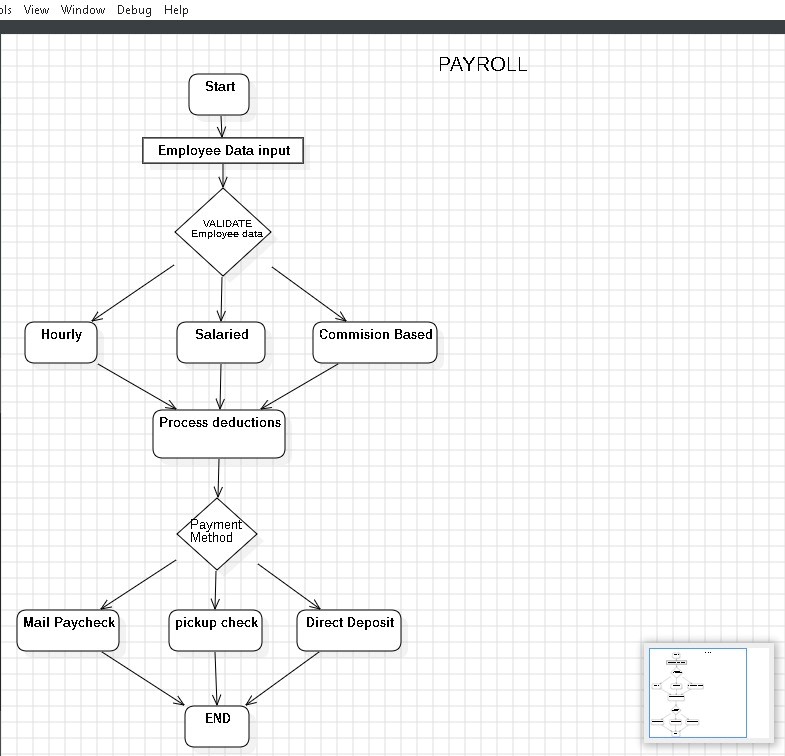 ols View Window Debug Help
PAYROLL
Start
Employee Data input
VALIDATE
Employee data
Hourly
Salaried
Commision Based
Process deductions
Payment
Method
Mail Paycheck
pickup check
Direct Deposit
END